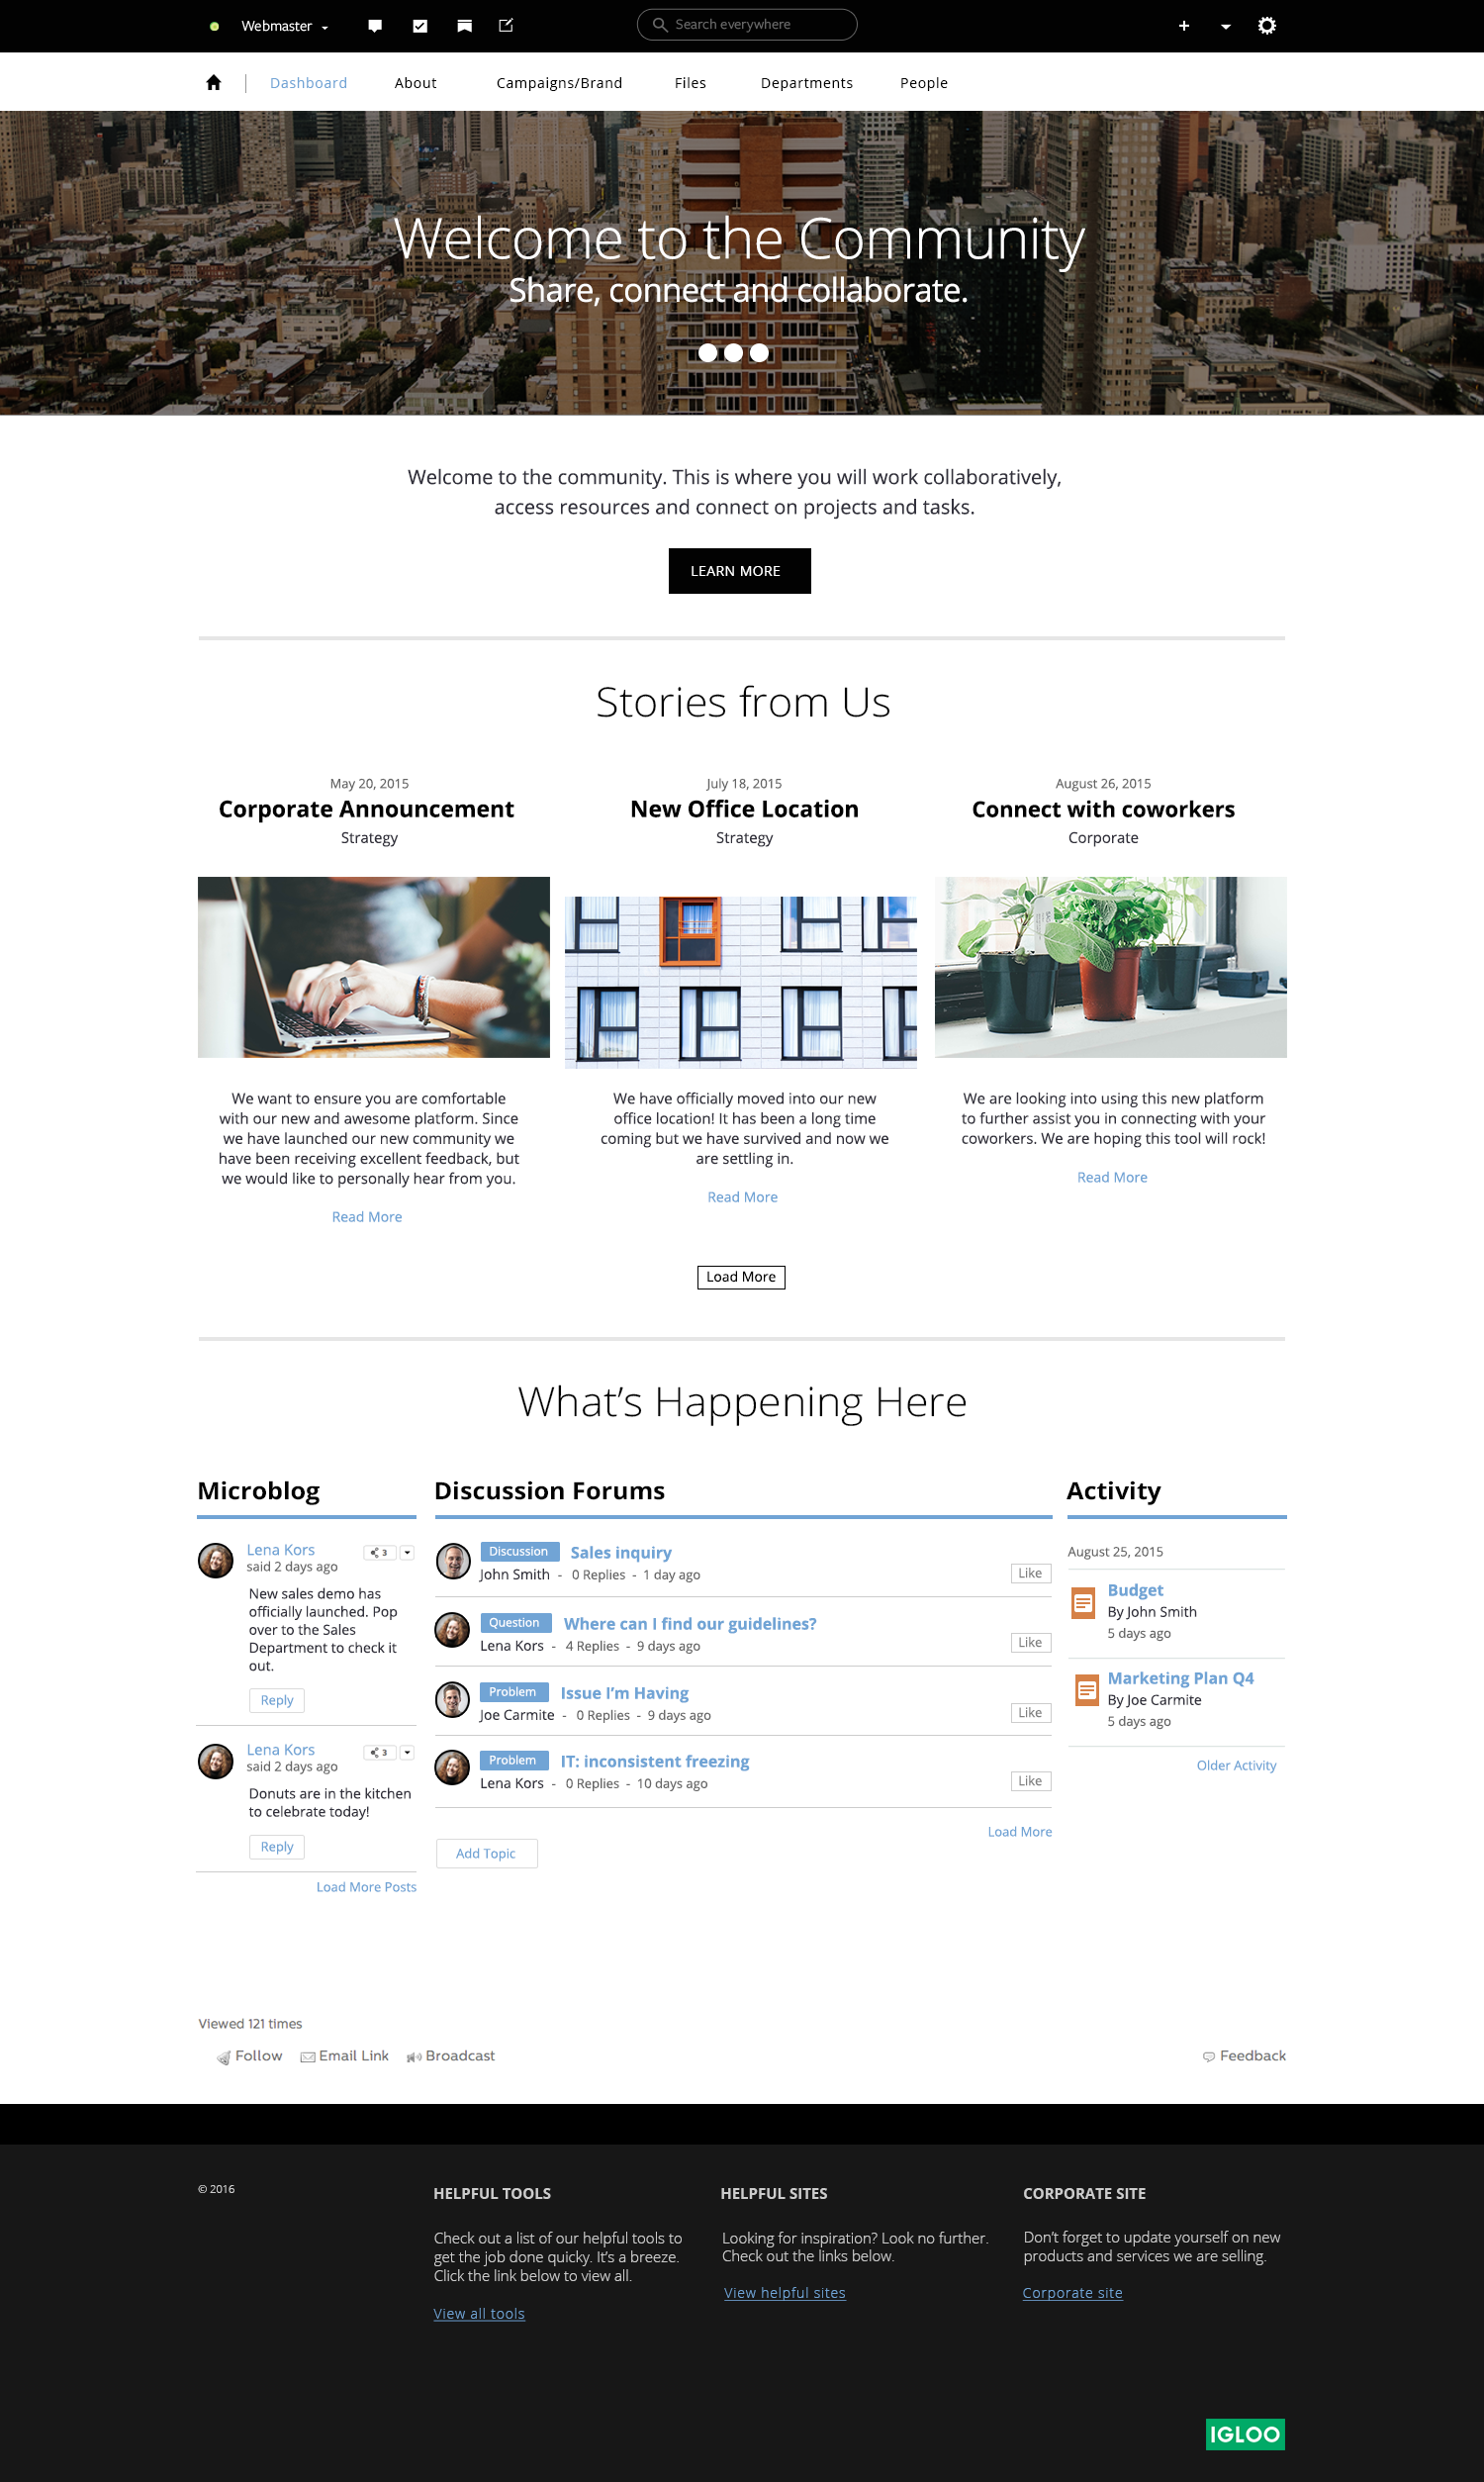 Webmaster
Search everywhere
Dashboard About Campaigns/Brand Files Departments People
Welcome to the Community
Share, connect and collaborate.
Welcome to the community. This is where you will work collaboratively,
access resources and connect on projects and tasks.
LEARN MORE
Stories from Us
May 20, 2015
Corporate Announcement
Strategy
We want to ensure you are comfortable
with our new and awesome platform. Since
we have launched our new community we
have been receiving excellent feedback, but
we would like to personally hear from you.
Read More
July 18, 2015
New Office Location
Strategy
We have officially moved into our new
office location! It has been a long time
coming but we have survived and now we
are settling in.
Read More
August 26, 2015
Connect with coworkers
Corporate
We are looking into using this new platform
to further assist you in connecting with your
coworkers. We are hoping this tool will rock!
Read More
Load More
What's Happening Here
Microblog
Lena Kors
said 2 days ago
3
New sales demo has
officially launched. Pop
over to the Sales
Department to check it
out.
Reply
Lena Kors
said 2 days ago
3
Donuts are in the kitchen
to celebrate today!
Reply
Load More Posts
Discussion Forums
Discussion Sales inquiry
John Smith - 0 Replies - 1 day ago
Like
Question Where can I find our guidelines?
Lena Kors - 4 Replies - 9 days ago
Like
Problem Issue I'm Having
Joe Carmite - 0 Replies - 9 days ago
Like
Problem IT: inconsistent freezing
Lena Kors - 0 Replies - 10 days ago
Like
Load More
Add Topic
Activity
August 25, 2015
Budget
By John Smith
5 days ago
Marketing Plan Q4
By Joe Carmite
5 days ago
Older Activity
Viewed 121 times
Follow Email Link Broadcast
Feedback
© 2016
HELPFUL TOOLS
Check out a list of our helpful tools to
get the job done quicky. It's a breeze.
Click the link below to view all.
View all tools
HELPFUL SITES
Looking for inspiration? Look no further.
Check out the links below.
View helpful sites
CORPORATE SITE
Don't forget to update yourself on new
products and services we are selling.
Corporate site
IGLOO